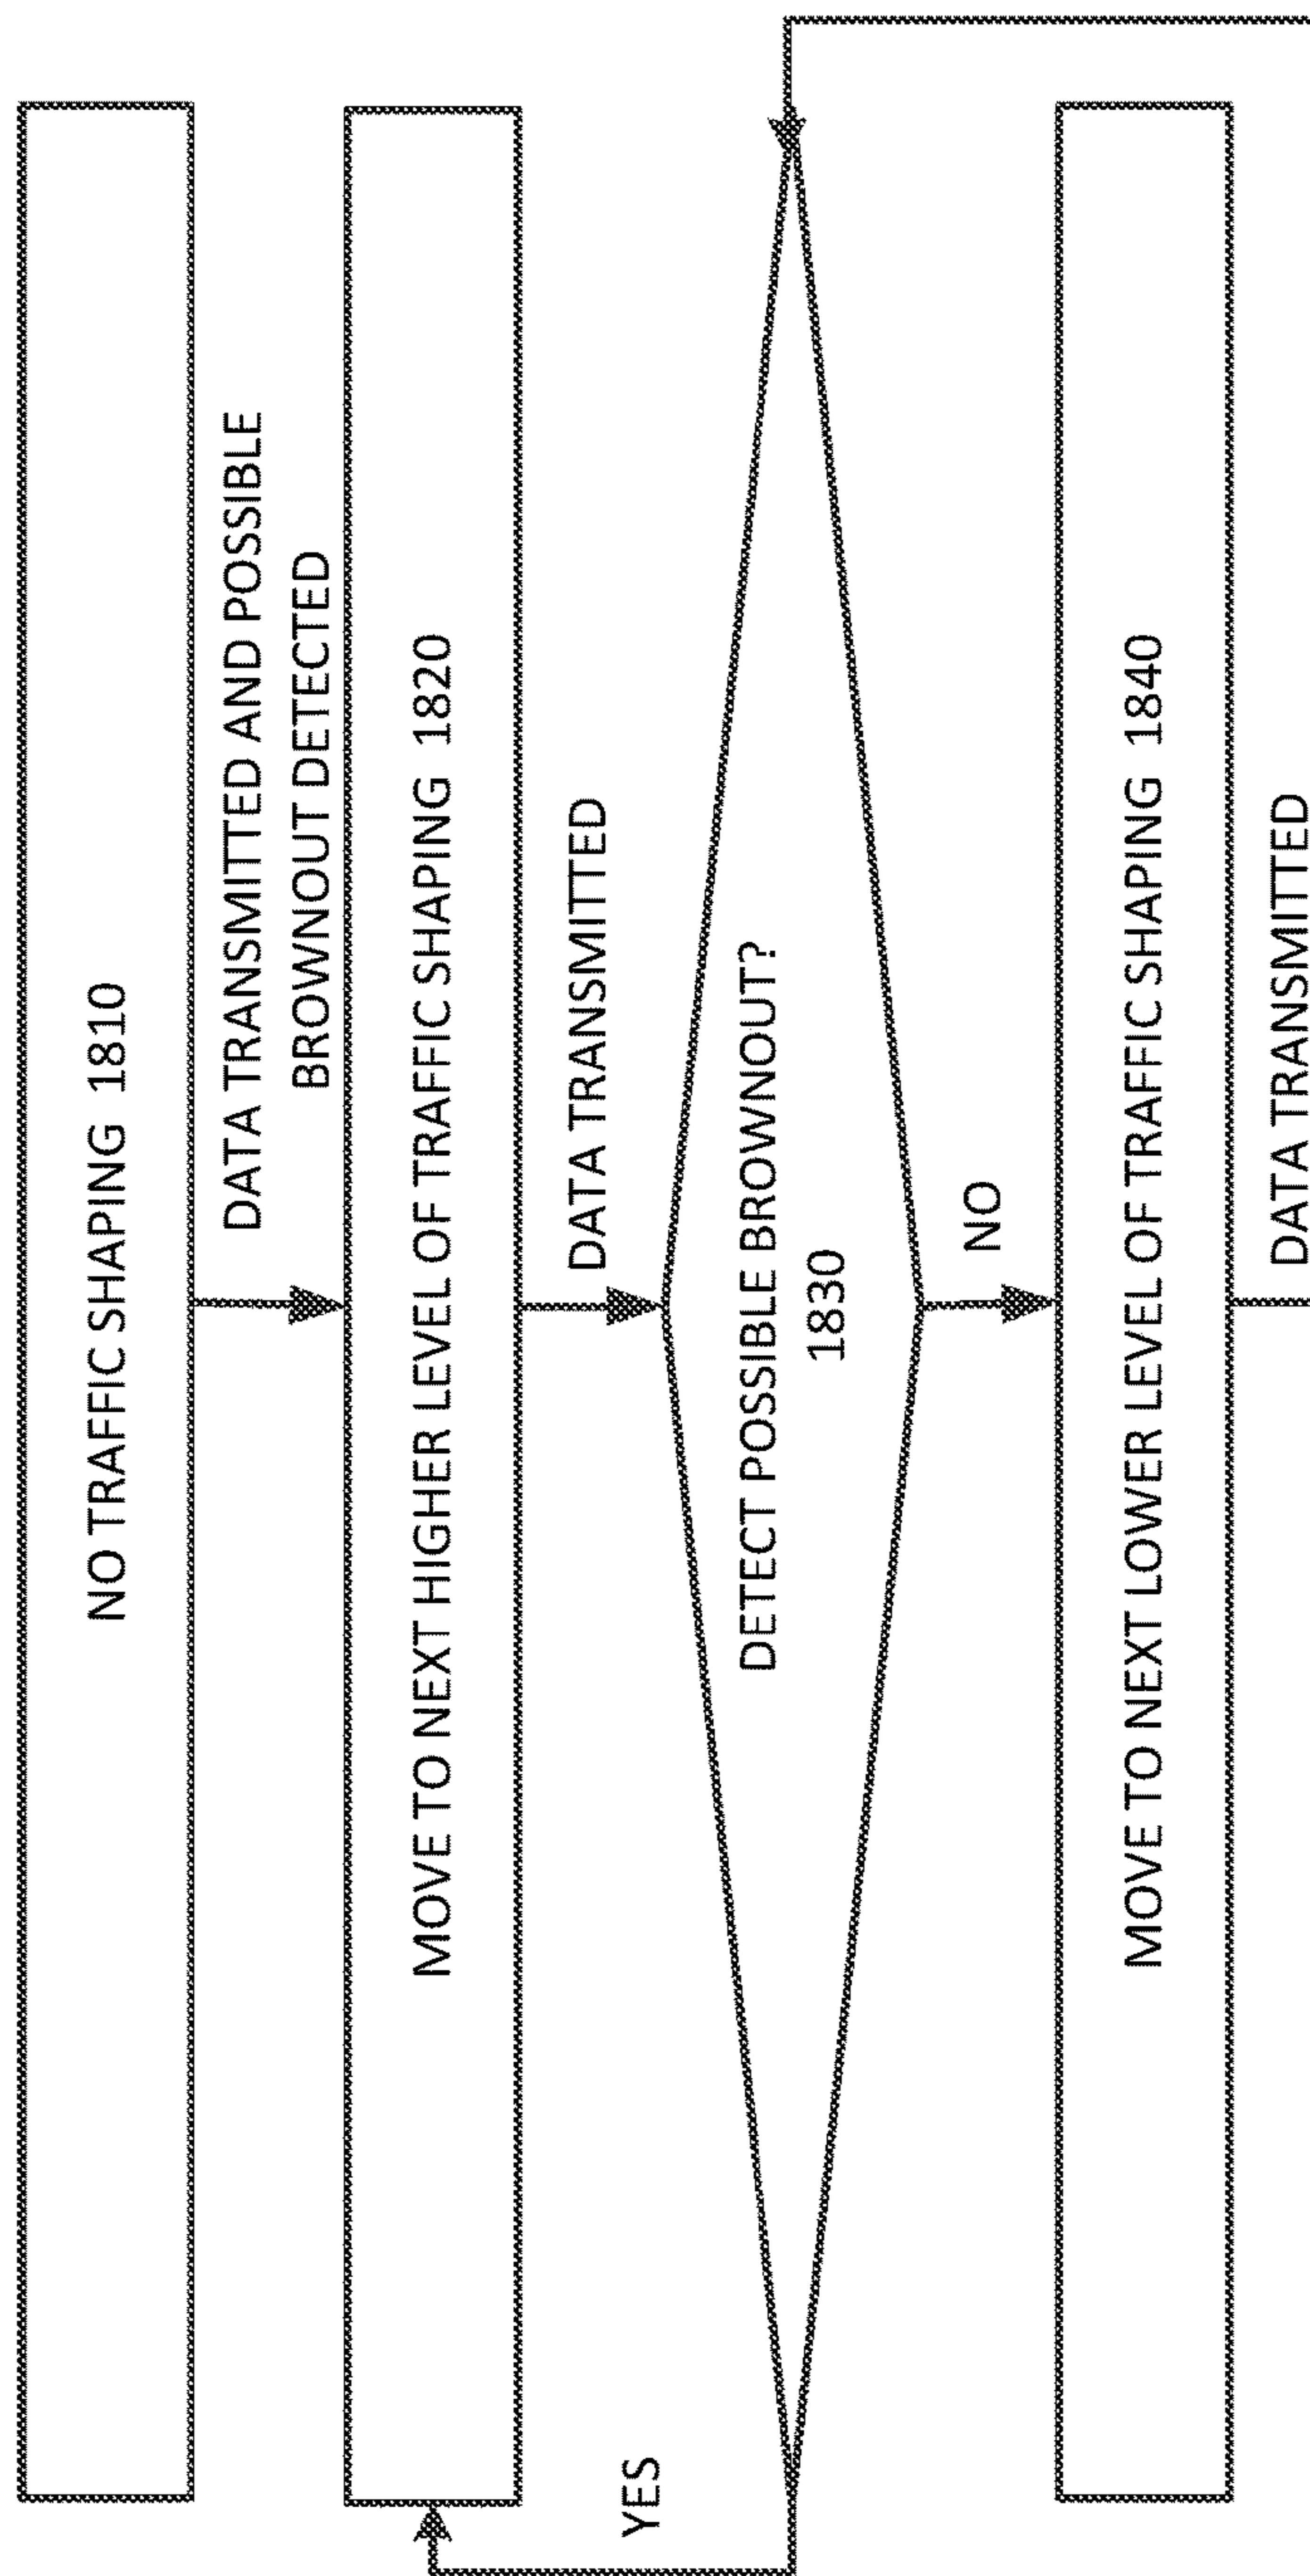 NO TRAFFIC SHAPING 1810
DATA TRANSMITTED AND POSSIBLE
BROWNOUT DETECTED
MOVE TO NEXT HIGHER LEVEL OF TRAFFIC SHAPING 1820
DATA TRANSMITTED
YES
DETECT POSSIBLE BROWNOUT?
1830
NO
MOVE TO NEXT LOWER LEVEL OF TRAFFIC SHAPING 1840
DATA TRANSMITTED